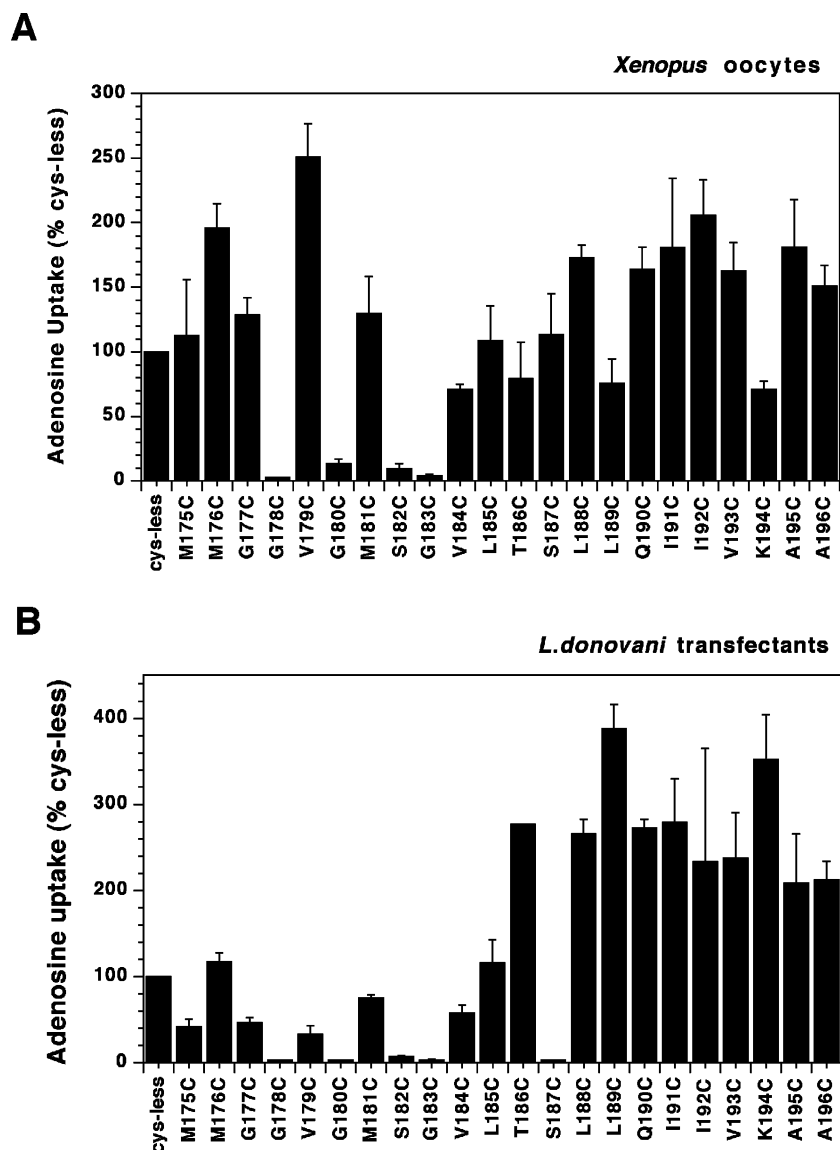 A
Xenopus oocytes
Adenosine Uptake (% cys-less)
300
250
200
150
100
50
0
cys-less
M175C
M176C
G177C
G178C
V179C
G180C
M181C
S182C
G183C
V184C
L185C
T186C
S187C
L188C
L189C
Q190C
I191C
I192C
V193C
K194C
A195C
A196C
B
L.donovani transfectants
Adenosine uptake (% cys-less)
400
300
200
100
0
cys-less
M175C
M176C
G177C
G178C
V179C
G180C
M181C
S182C
G183C
V184C
L185C
T186C
S187C
L188C
L189C
Q190C
I191C
I192C
V193C
K194C
A195C
A196C